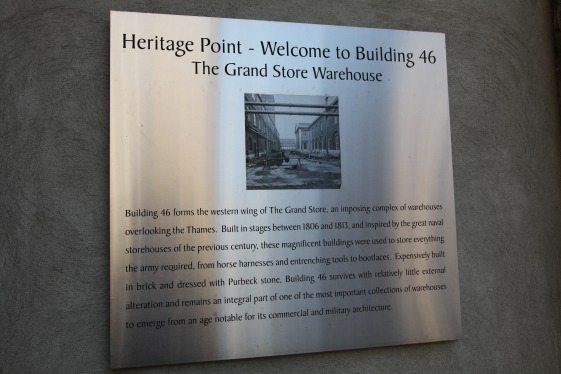 Heritage Point - Welcome to Building 46
The Grand Store Warehouse
Building 46 forms the western wing of The Grand Store, an imposing complex of warehouses
overlooking the Thames. Built in stages between 1806 and 1813, and inspired by the great naval
storehouses of the previous century, these magnificent buildings were used to store everything
the army required, from horse harnesses and entrenching tools to bootlaces. Expensively built
in brick and dressed with Purbeck stone, Building 46 survives with relatively little external
alteration and remains an integral part of one of the most important collections of warehouses
to emerge from an age notable for its commercial and military architecture.